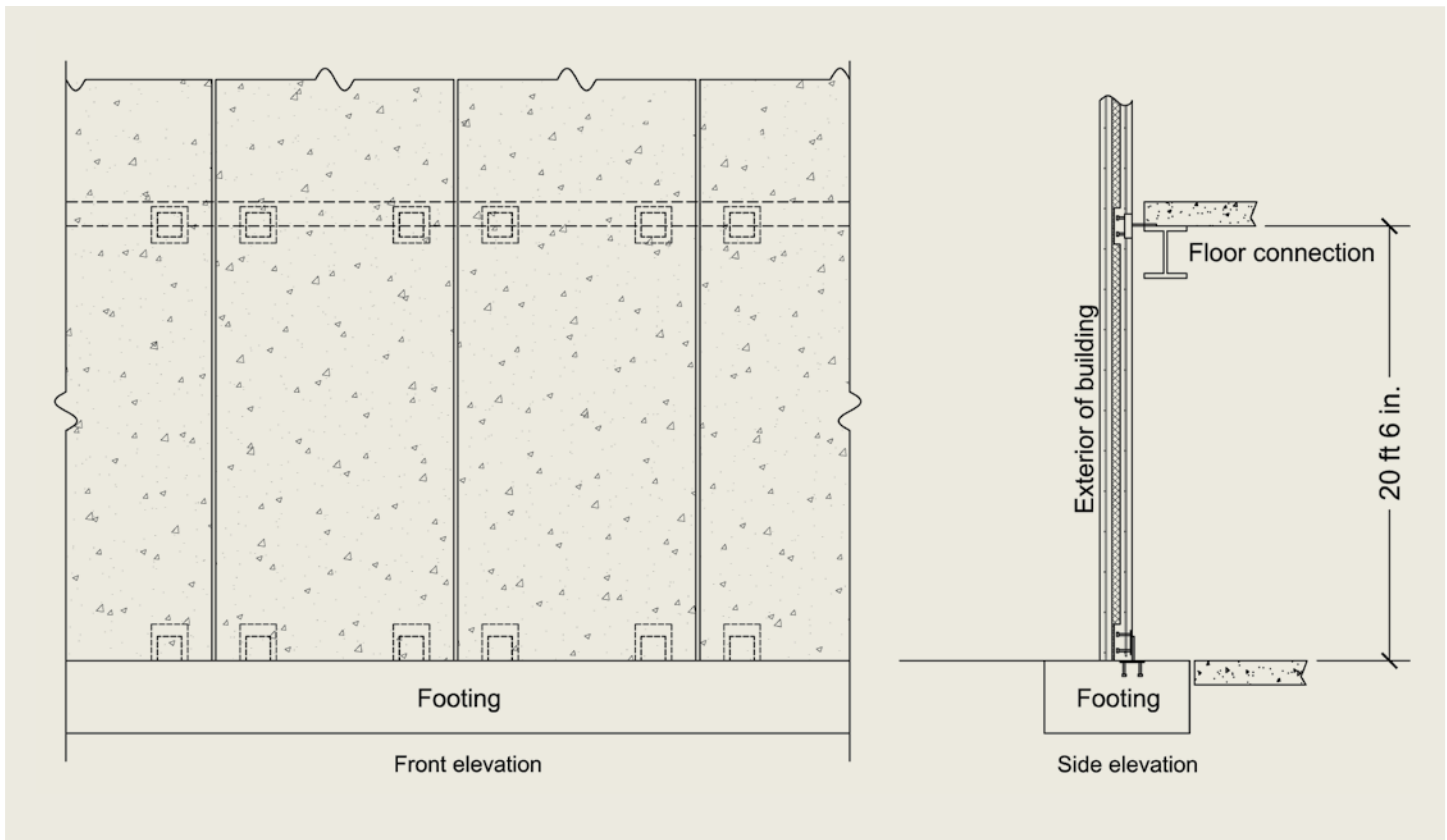 Footing
Front elevation
Exterior of building
Floor connection
20 ft 6 in.
Footing
Side elevation